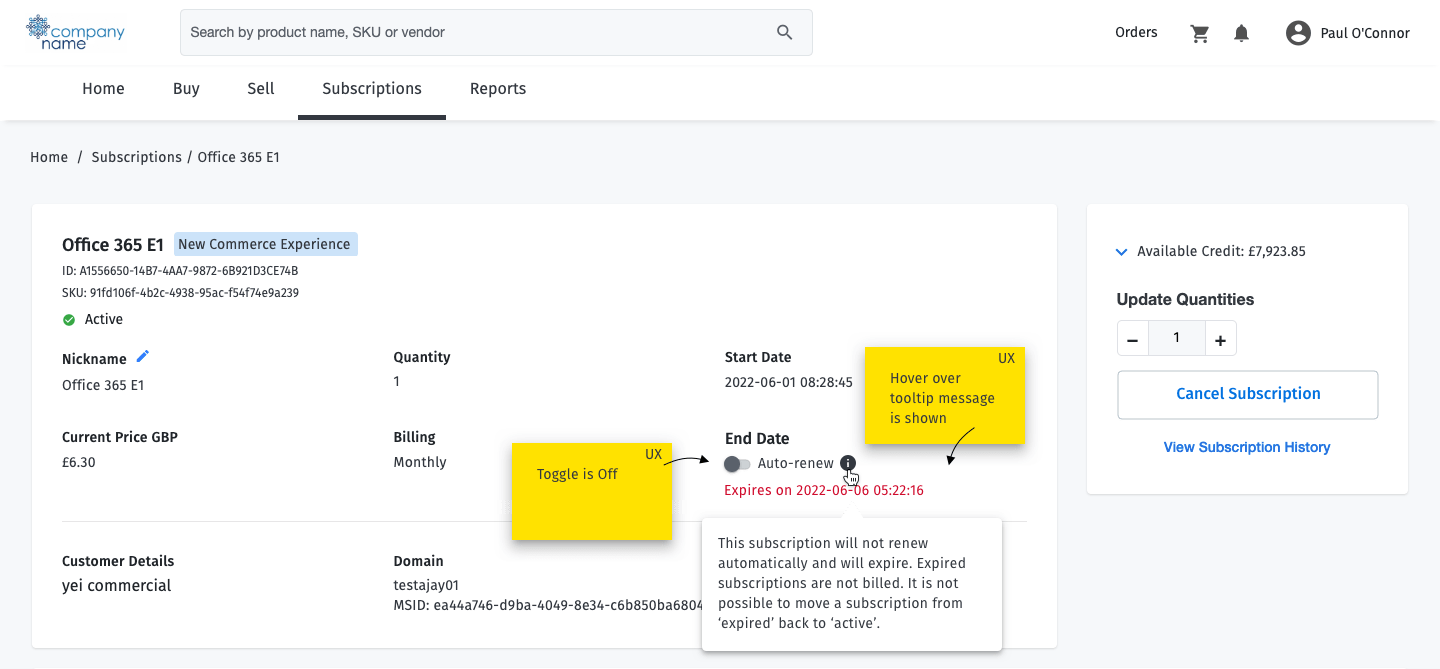 company
name
Search by product name, SKU or vendor
Orders
Paul O'Connor
Home
Buy
Sell
Subscriptions
Reports
Home / Subscriptions / Office 365 E1
Office 365 E1
New Commerce Experience
ID: A1556650-14B7-4AA7-9872-6B921D3CE74B
SKU: 91fd106f-4b2c-4938-95ac-f54f74e9a239
Active
Nickname
Office 365 E1
Quantity
1
Start Date
2022-06-01 08:28:45
UX
Hover over
tooltip message
is shown
Current Price GBP
£6.30
Billing
Monthly
UX
Toggle is Off
End Date
Auto-renew
Expires on 2022-06-06 05:22:16
Customer Details
yei commercial
Domain
testajay01
MSID: ea44a746-d9ba-4049-8e34-c6b850ba6804
This subscription will not renew
automatically and will expire. Expired
subscriptions are not billed. It is not
possible to move a subscription from
‘expired’ back to ‘active’.
Available Credit: £7,923.85
Update Quantities
− 1 +
Cancel Subscription
View Subscription History